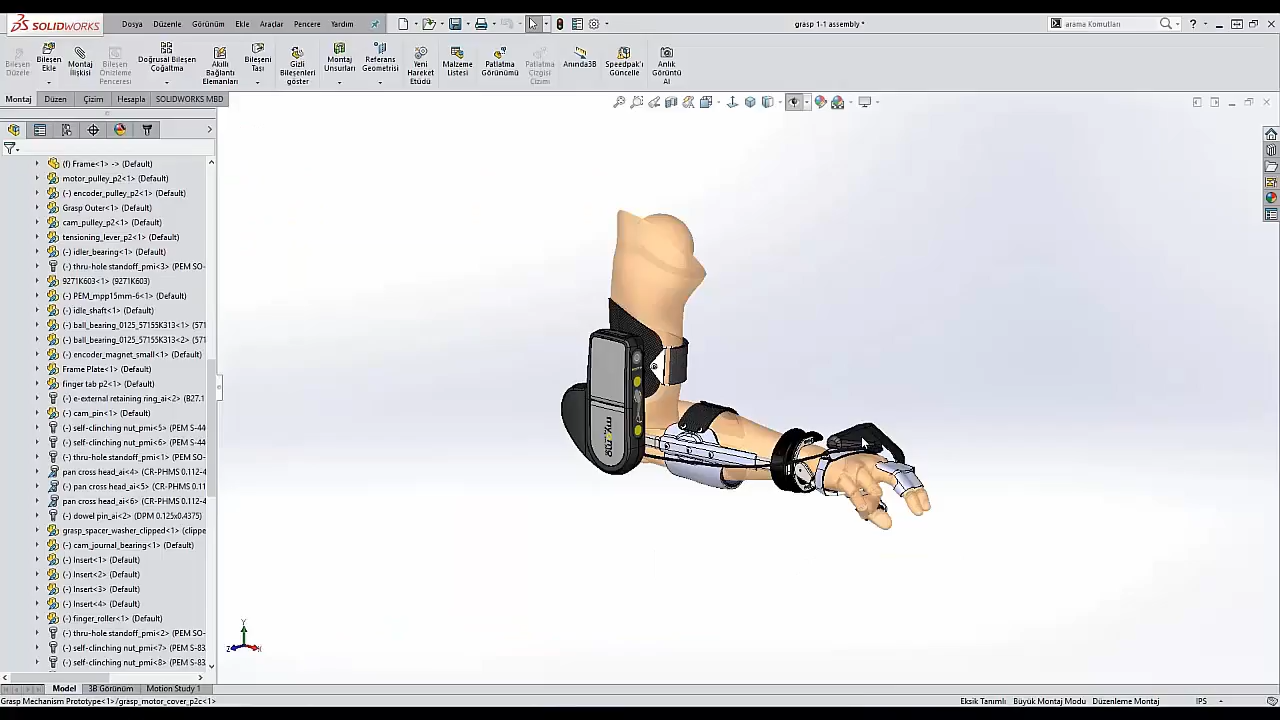 SOLIDWORKS
Dosya Düzenle Görünüm Ekle Araçlar Pencere Yardım
grasp 1-1 assembly *
arama Komutları
Bileşen Düzenle
Bileşen Ekle
Montaj İlişkisi
Bileşen Önizleme Penceresi
Doğrusal Bileşen Çoğaltma
Akıllı Bağlantı Elemanları
Bileşeni Taşı
Gizli Bileşenleri göster
Montaj Unsurları
Referans Geometrisi
Yeni Hareket Etüdü
Malzeme Listesi
Patlatma Görünümü
Patlatma Çizgisi Çizimi
Anında3B
Speedpak'ı Güncelle
Anlık Görüntü Al
Montaj Düzen Çizim Hesapla SOLIDWORKS MBD
(f) Frame<1> -> (Default)
motor_pulley_p2<1> (Default)
(-) encoder_pulley_p2<1> (Default)
Grasp Outer<1> (Default)
cam_pulley_p2<1> (Default)
tensioning_lever_p2<1> (Default)
(-) idler_bearing<1> (Default)
(-) thru-hole standoff_pmi<3> (PEM SO-
9271K603<1> (9271K603)
(-) PEM_mpp15mm-6<1> (Default)
(-) idle_shaft<1> (Default)
(-) ball_bearing_0125_57155K313<1> (571
(-) ball_bearing_0125_57155K313<2> (571
(-) encoder_magnet_small<1> (Default)
Frame Plate<1> (Default)
finger tab p2<1> (Default)
(-) e-external retaining ring_ai<2> (B27.1
(-) cam_pin<1> (Default)
(-) self-clinching nut_pmi<5> (PEM S-44
(-) self-clinching nut_pmi<6> (PEM S-44
(-) thru-hole standoff_pmi<1> (PEM SO-
pan cross head_ai<4> (CR-PHMS 0.112-4
(-) pan cross head_ai<5> (CR-PHMS 0.11
pan cross head_ai<6> (CR-PHMS 0.112-4
(-) dowel pin_ai<2> (DPM 0.125x0.4375)
grasp_spacer_washer_clipped<1> (clippe
(-) cam_journal_bearing<1> (Default)
(-) Insert<1> (Default)
(-) Insert<2> (Default)
(-) Insert<3> (Default)
(-) Insert<4> (Default)
(-) finger_roller<1> (Default)
(-) thru-hole standoff_pmi<2> (PEM SO-
(-) self-clinching nut_pmi<7> (PEM S-83
(-) self-clinching nut_pmi<8> (PEM S-83
Y
Z
X
Model 3B Görünüm Motion Study 1
Grasp Mechanism Prototype<1>/grasp_motor_cover_p2c<1>
Eksik Tanımlı Büyük Montaj Modu Düzenleme Montaj IPS